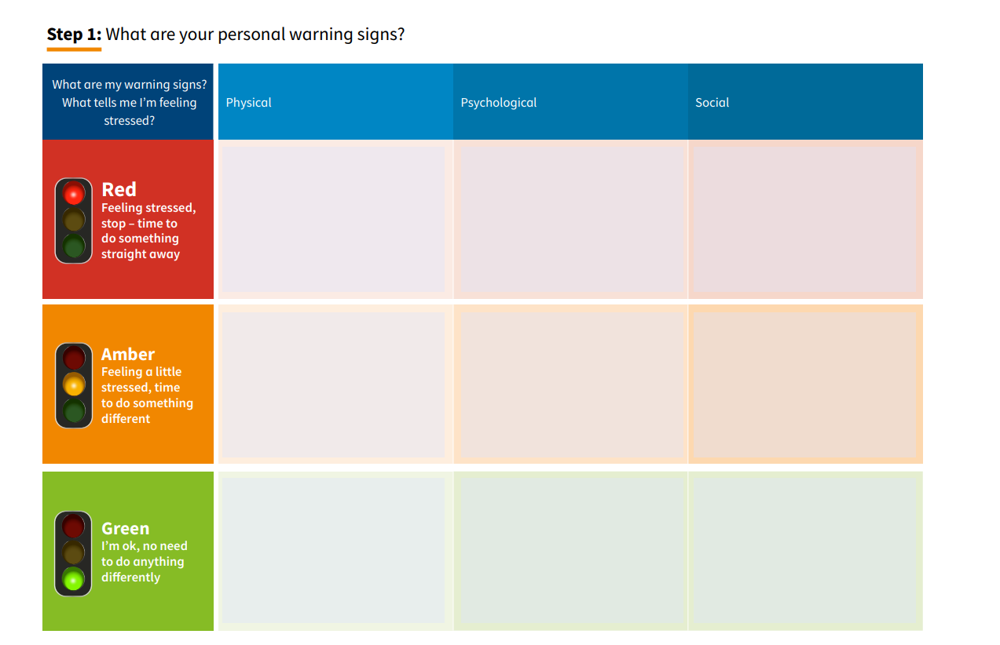 Step 1: What are your personal warning signs?
What are my warning signs?
What tells me I'm feeling
stressed?
Physical
Psychological
Social
Red
Feeling stressed,
stop – time to
do something
straight away
Amber
Feeling a little
stressed, time
to do something
different
Green
I'm ok, no need
to do anything
differently